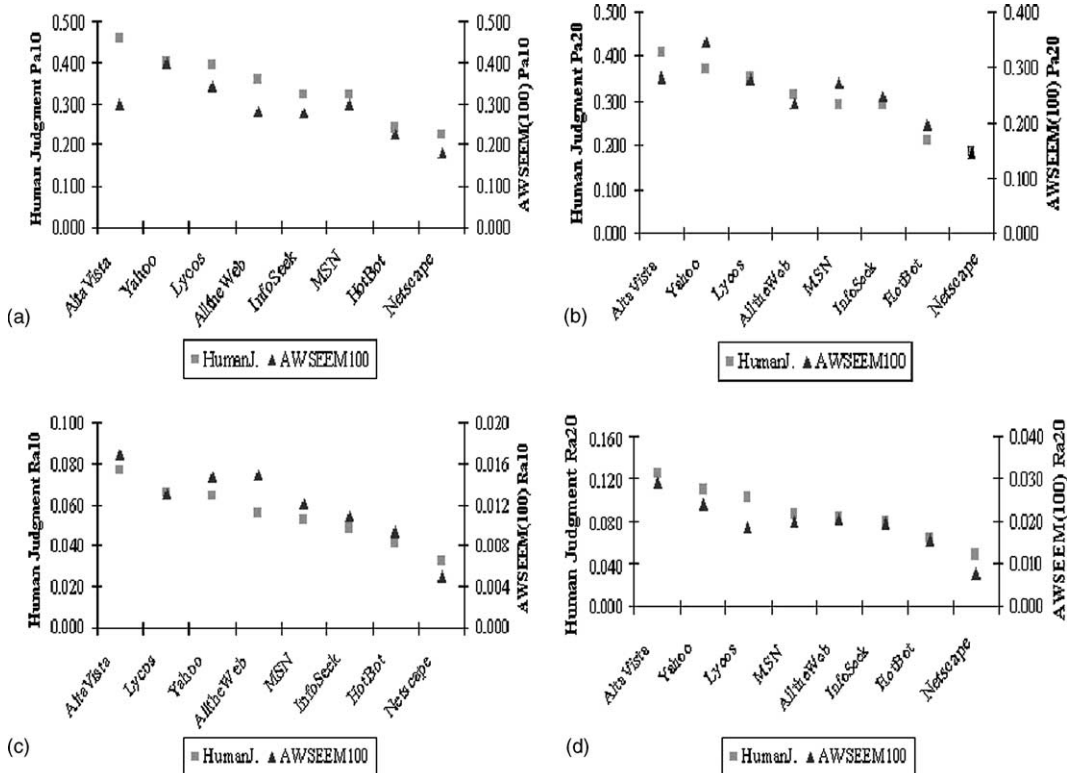 Human Judgment Pa10
0.500
0.400
0.300
0.200
0.100
0.000
0.500
0.400
0.300
0.200
0.100
0.000
AWSEEM(100) Pa10
AltaVista
Yahoo
Lycos
AlltheWeb
InfoSeek
MSN
HotBot
Netscape
(a)
HumanJ. AWSEEM100
Human Judgment Pa20
0.500
0.400
0.300
0.200
0.100
0.000
0.400
0.300
0.200
0.100
0.000
AWSEEM(100) Pa20
AltaVista
Yahoo
Lycos
AlltheWeb
MSN
InfoSeek
HotBot
Netscape
(b)
HumanJ. AWSEEM100
Human Judgment Ra10
0.100
0.080
0.060
0.040
0.020
0.000
0.020
0.016
0.012
0.008
0.004
0.000
AWSEEM(100) Ra10
AltaVista
Lycos
Yahoo
AlltheWeb
MSN
InfoSeek
HotBot
Netscape
(c)
HumanJ. AWSEEM100
Human Judgment Ra20
0.160
0.120
0.080
0.040
0.000
0.040
0.030
0.020
0.010
0.000
AWSEEM(100) Ra20
AltaVista
Yahoo
Lycos
MSN
AlltheWeb
InfoSeek
HotBot
Netscape
(d)
HumanJ. AWSEEM100